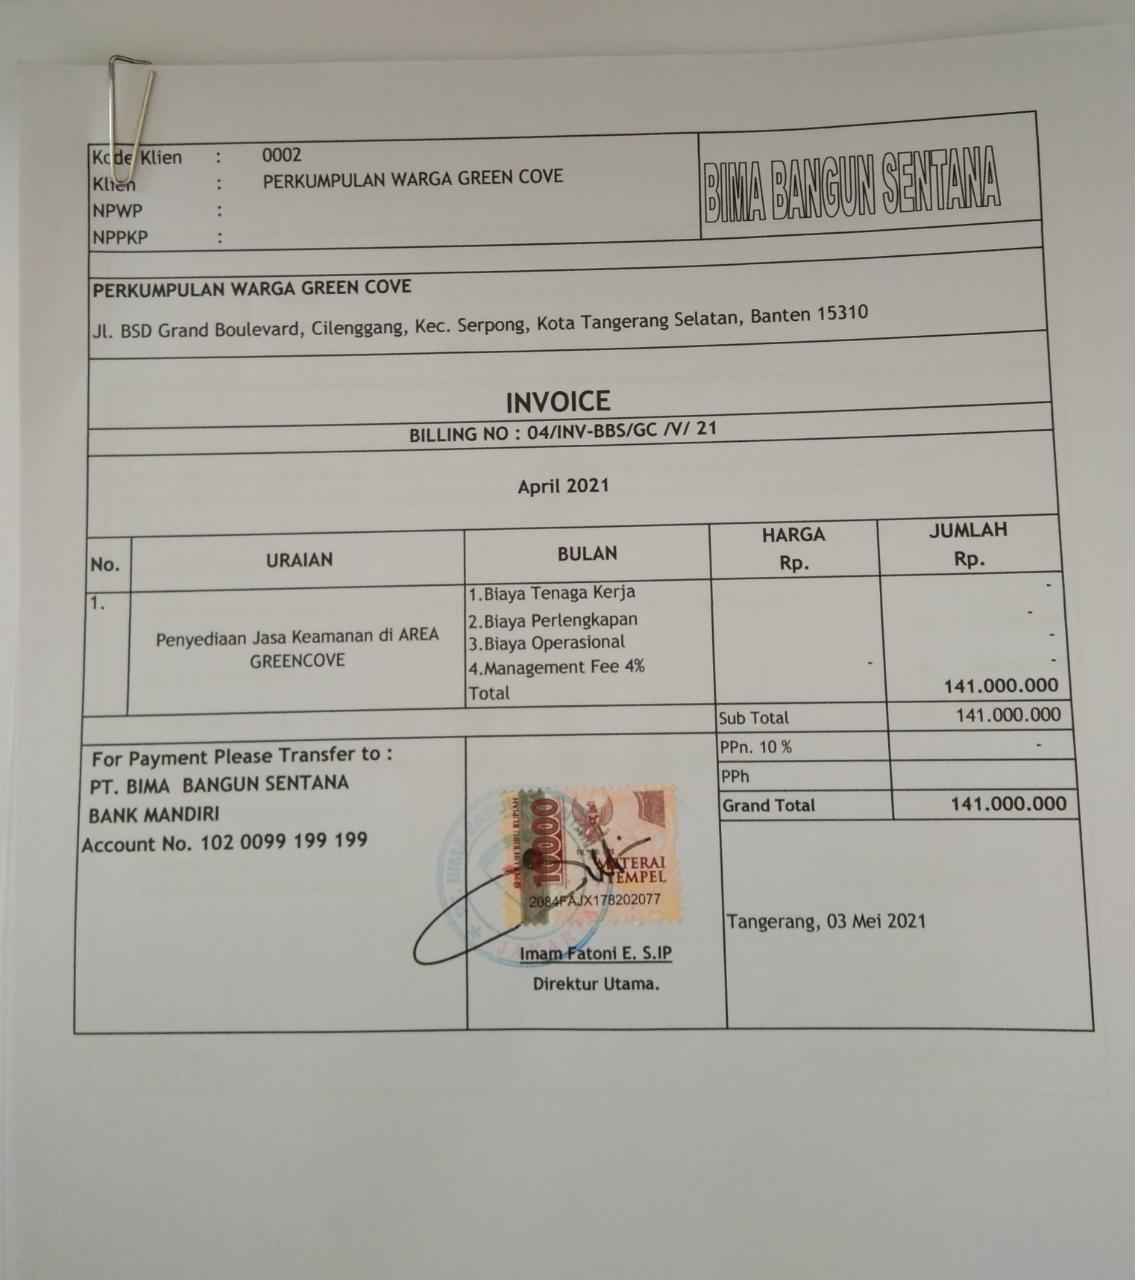 Kode Klien : 0002
Klien : PERKUMPULAN WARGA GREEN COVE
NPWP :
NPPKP :
BIMA BANGUN SENTANA
PERKUMPULAN WARGA GREEN COVE
Jl. BSD Grand Boulevard, Cilenggang, Kec. Serpong, Kota Tangerang Selatan, Banten 15310
INVOICE
BILLING NO : 04/INV-BBS/GC /V/ 21
April 2021
No. URAIAN BULAN HARGA Rp. JUMLAH Rp.
1. Penyediaan Jasa Keamanan di AREA GREENCOVE
1.Biaya Tenaga Kerja -
2.Biaya Perlengkapan -
3.Biaya Operasional -
4.Management Fee 4% - -
Total 141.000.000
Sub Total 141.000.000
PPn. 10 % -
PPh
Grand Total 141.000.000
For Payment Please Transfer to :
PT. BIMA BANGUN SENTANA
BANK MANDIRI
Account No. 102 0099 199 199
SEPULUH RIBU RUPIAH
10000
METERAI
TEMPEL
2084FAJX178202077
Imam Fatoni E. S.IP
Direktur Utama.
Tangerang, 03 Mei 2021